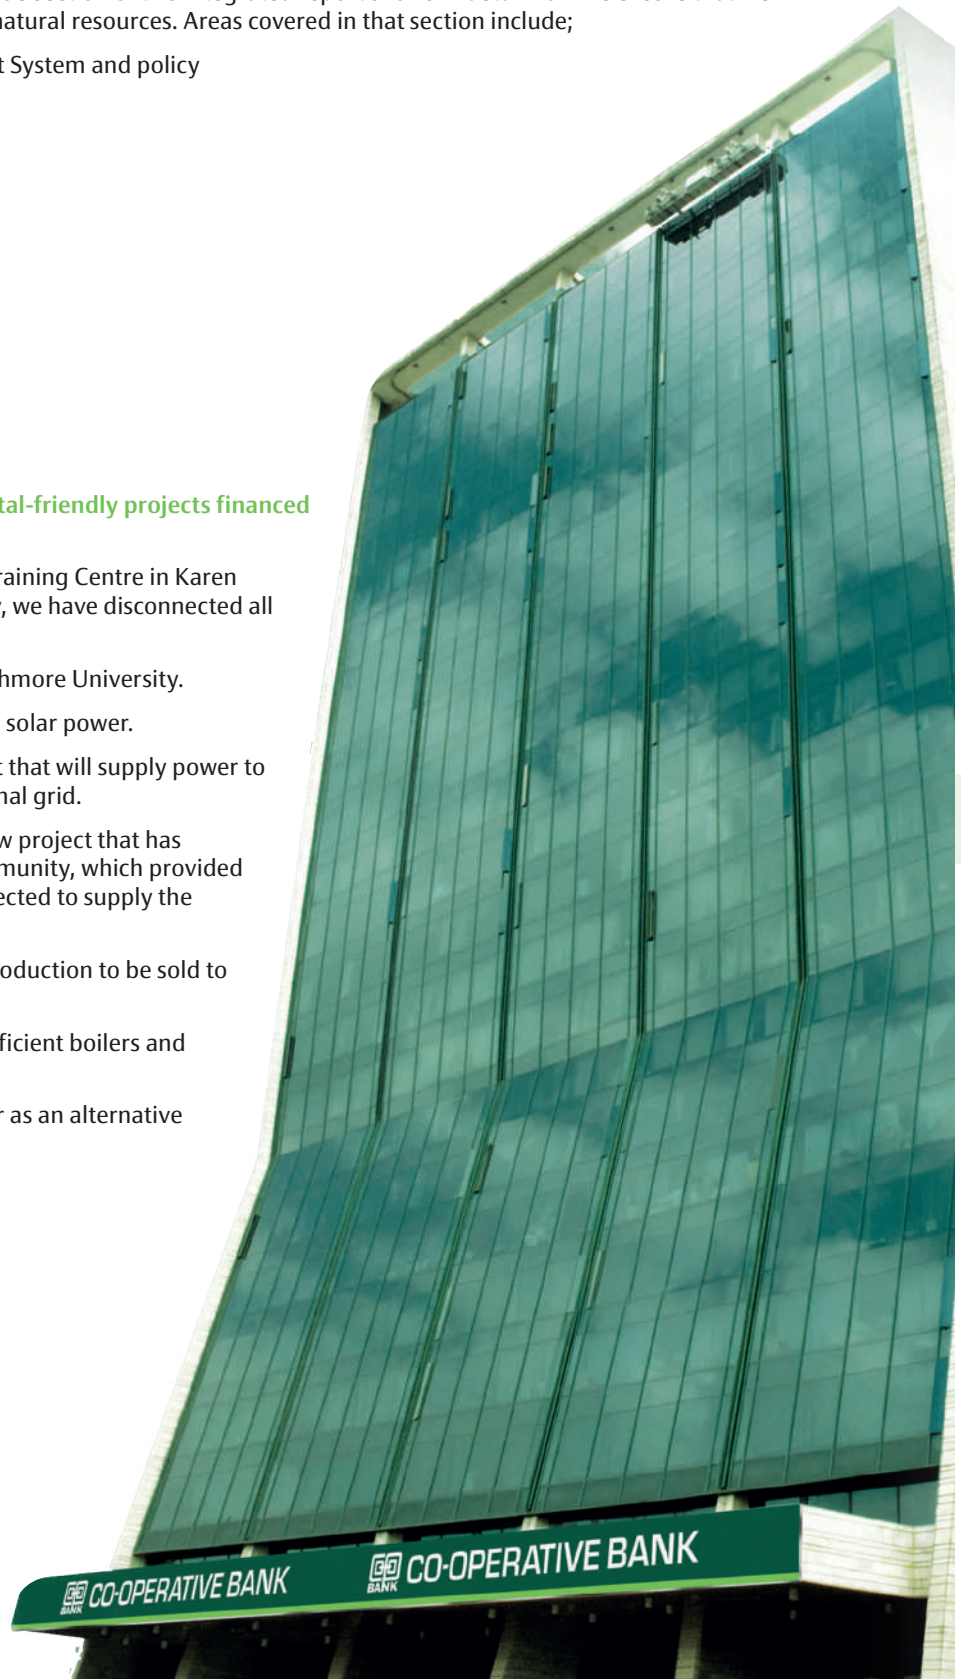 natural resources. Areas covered in that section include;
t System and policy
tal-friendly projects financed
raining Centre in Karen
, we have disconnected all
hmore University.
solar power.
t that will supply power to
nal grid.
w project that has
munity, which provided
ected to supply the
oduction to be sold to
ficient boilers and
r as an alternative
CO-OPERATIVE BANK
BANK
CO-OPERATIVE BANK
BANK